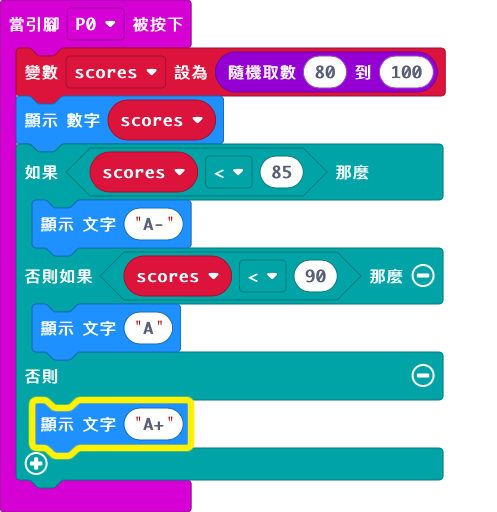 當引腳 P0 被按下
變數 scores 設為 隨機取數 80 到 100
顯示 數字 scores
如果 scores < 85 那麼
顯示 文字 "A-"
否則如果 scores < 90 那麼
顯示 文字 "A"
否則
顯示 文字 "A+"